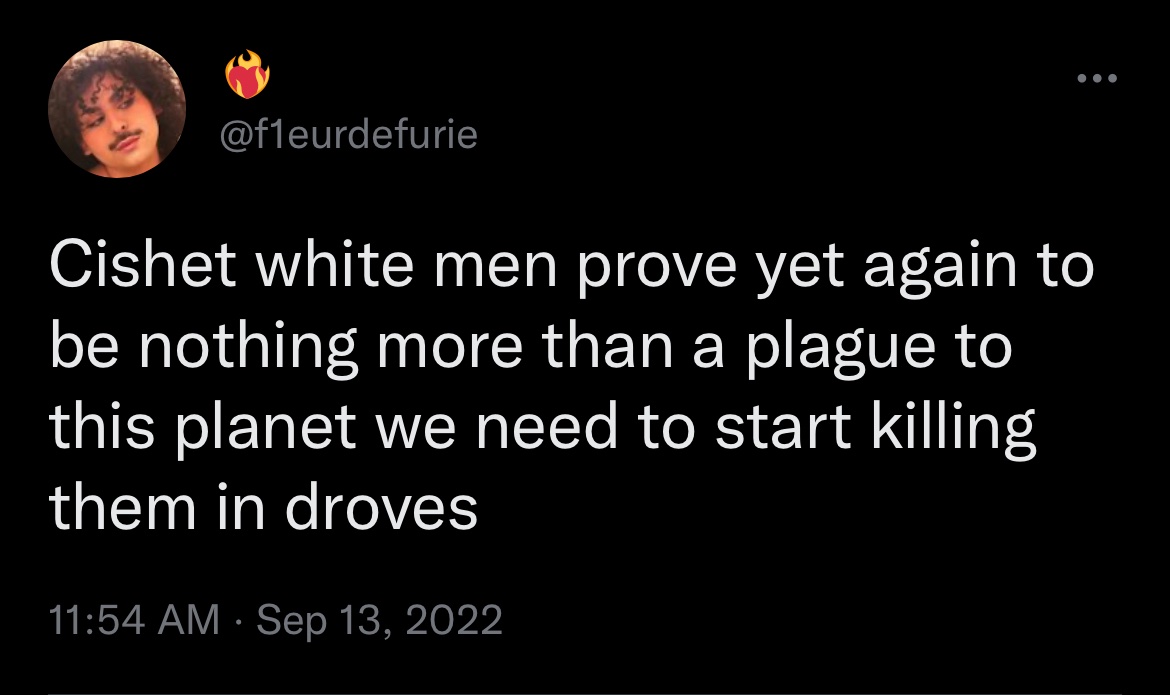 ❤️‍🔥
@f1eurdefurie
Cishet white men prove yet again to
be nothing more than a plague to
this planet we need to start killing
them in droves
11:54 AM · Sep 13, 2022